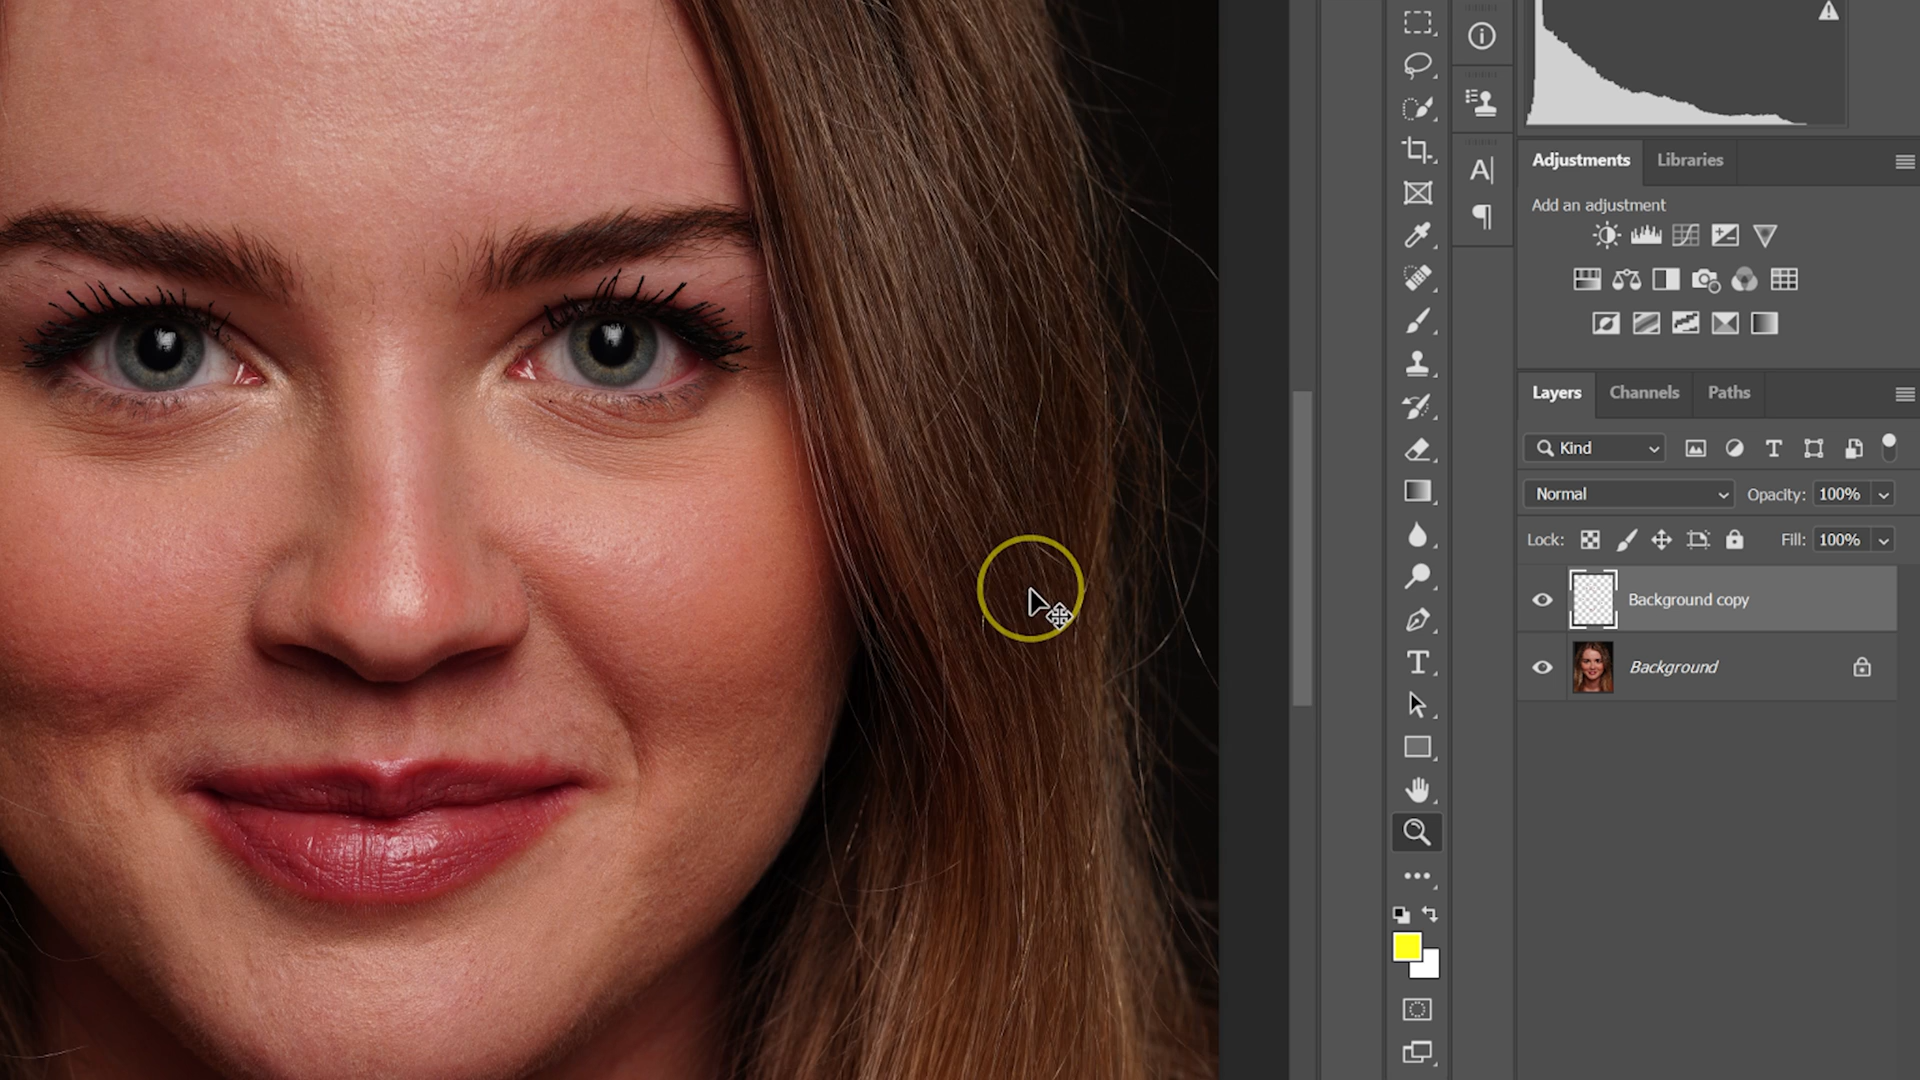 Adjustments Libraries
Add an adjustment
Layers Channels Paths
Kind
Normal Opacity: 100%
Lock: Fill: 100%
Background copy
Background